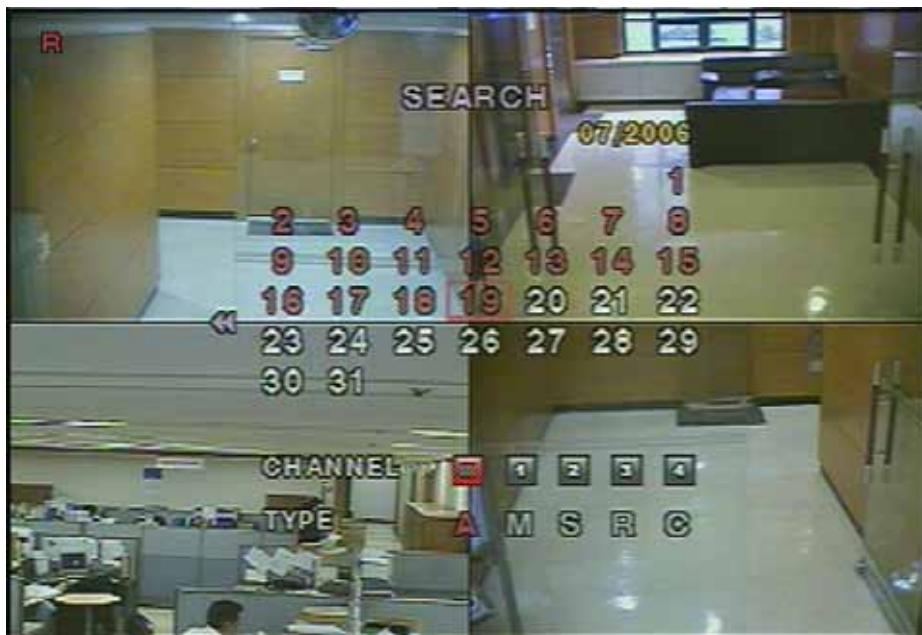 R
SEARCH
07/2006
1
2 3 4 5 6 7 8
9 10 11 12 13 14 15
16 17 18 19 20 21 22
23 24 25 26 27 28 29
30 31
CHANNEL 1 2 3 4
TYPE A M S R C